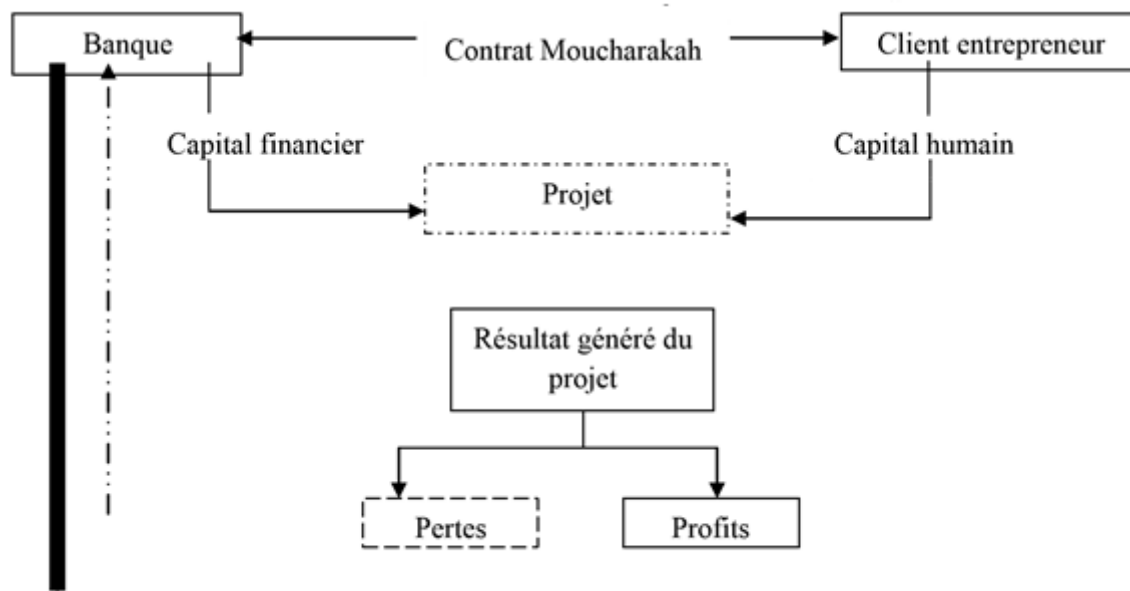 Banque
Contrat Moucharakah
Client entrepreneur
Capital financier
Capital humain
Projet
Résultat généré du
projet
Pertes
Profits